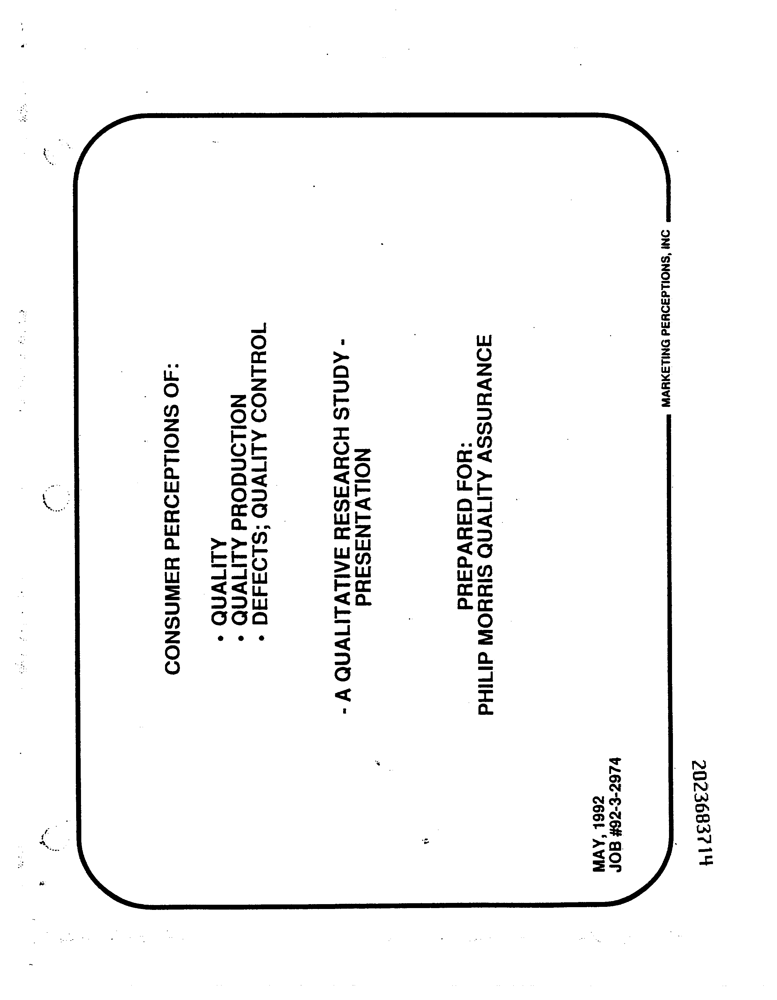 CONSUMER PERCEPTIONS OF:
• QUALITY
• QUALITY PRODUCTION
• DEFECTS; QUALITY CONTROL
- A QUALITATIVE RESEARCH STUDY -
PRESENTATION
PREPARED FOR:
PHILIP MORRIS QUALITY ASSURANCE
MAY, 1992
JOB #92-3-2974
MARKETING PERCEPTIONS, INC
2023683714